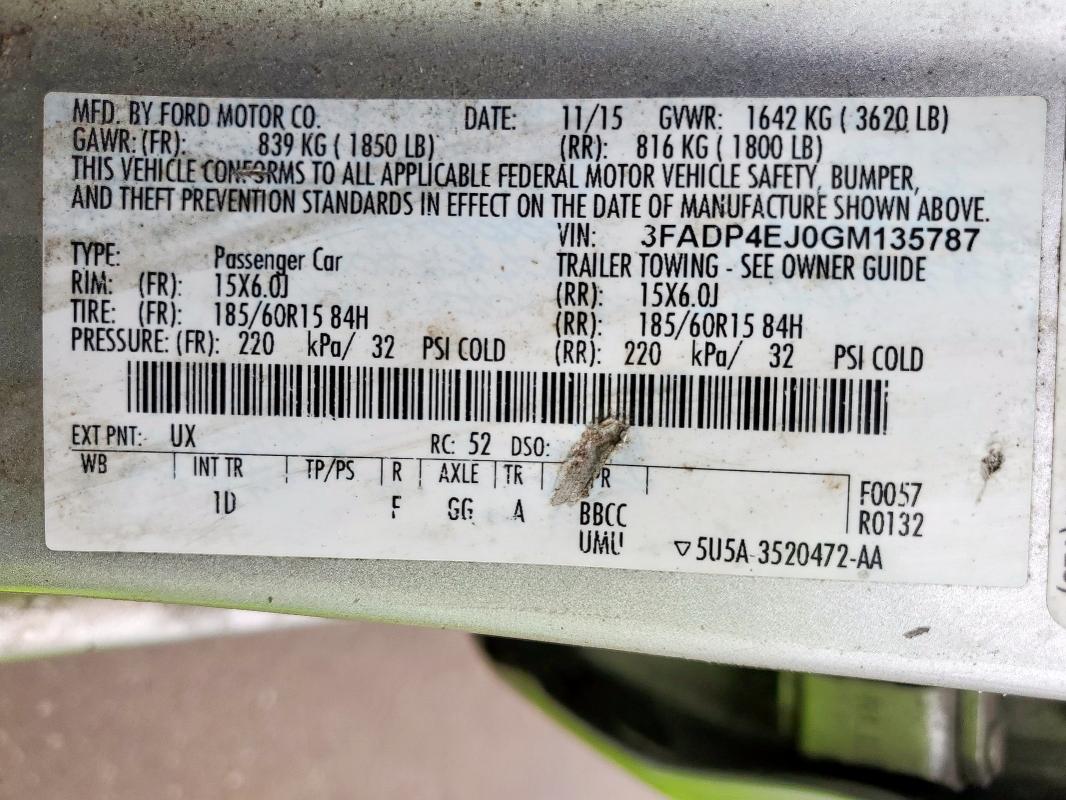 MFD. BY FORD MOTOR CO. DATE: 11/15 GVWR: 1642 KG ( 3620 LB)
GAWR: (FR): 839 KG ( 1850 LB) (RR): 816 KG ( 1800 LB)
THIS VEHICLE CONFORMS TO ALL APPLICABLE FEDERAL MOTOR VEHICLE SAFETY, BUMPER,
AND THEFT PREVENTION STANDARDS IN EFFECT ON THE DATE OF MANUFACTURE SHOWN ABOVE.
VIN: 3FADP4EJ0GM135787
TYPE: Passenger Car TRAILER TOWING - SEE OWNER GUIDE
RIM: (FR): 15X6.0J (RR): 15X6.0J
TIRE: (FR): 185/60R15 84H (RR): 185/60R15 84H
PRESSURE: (FR): 220 kPa/ 32 PSI COLD (RR): 220 kPa/ 32 PSI COLD
EXT PNT: UX RC: 52 DSO:
WB INT TR TP/PS R AXLE TR PR F0057
1D F GG A BBCC R0132
UMU ▽5U5A-3520472-AA